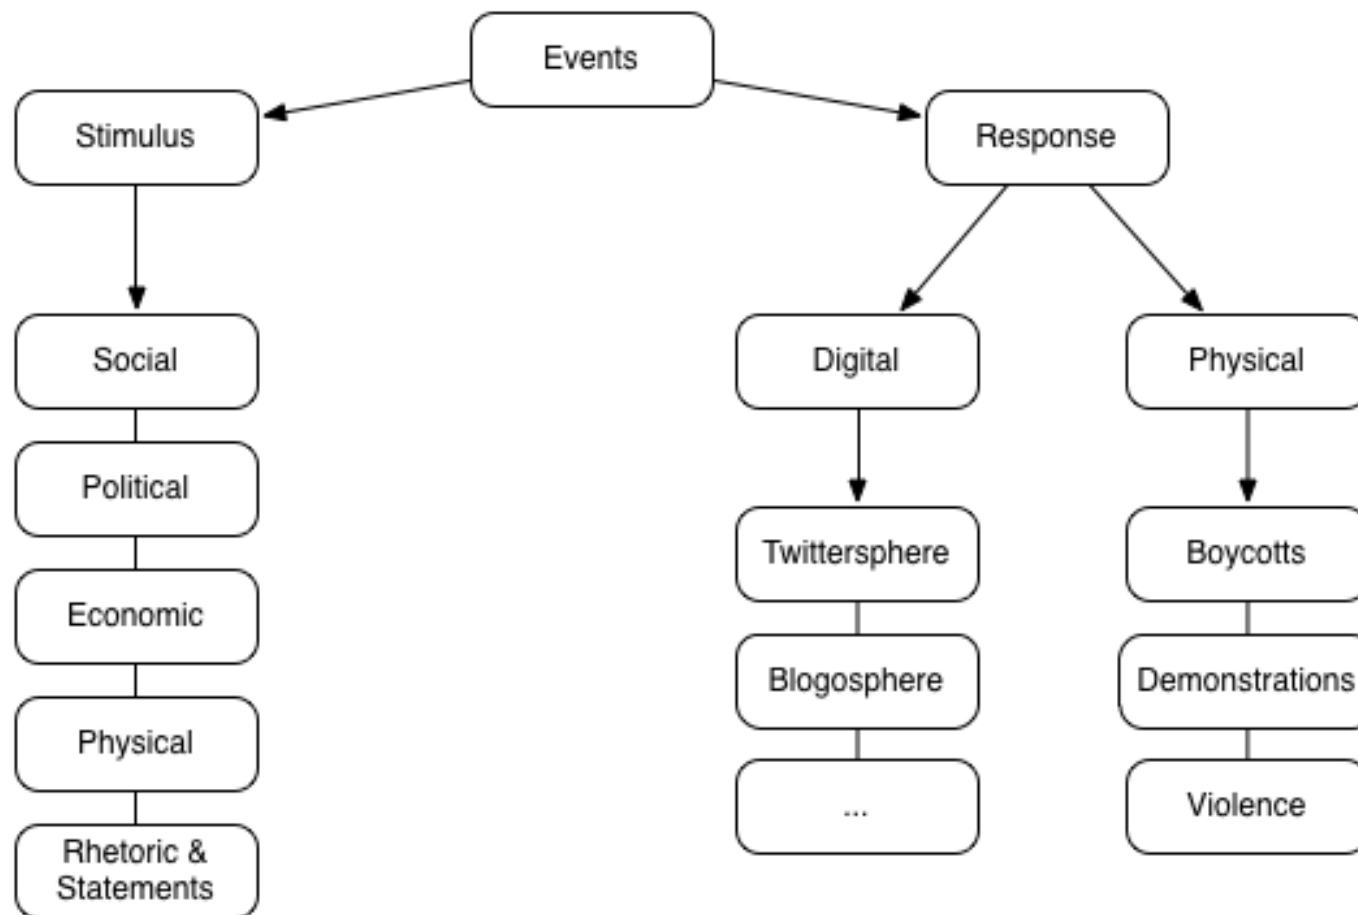 Events
Stimulus
Response
Social
Digital
Physical
Political
Twittersphere
Boycotts
Economic
Blogosphere
Demonstrations
Physical
...
Violence
Rhetoric &
Statements